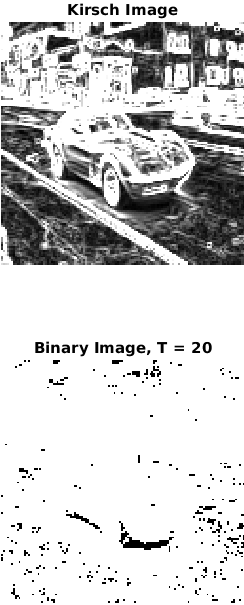 Kirsch Image
Binary Image, T = 20